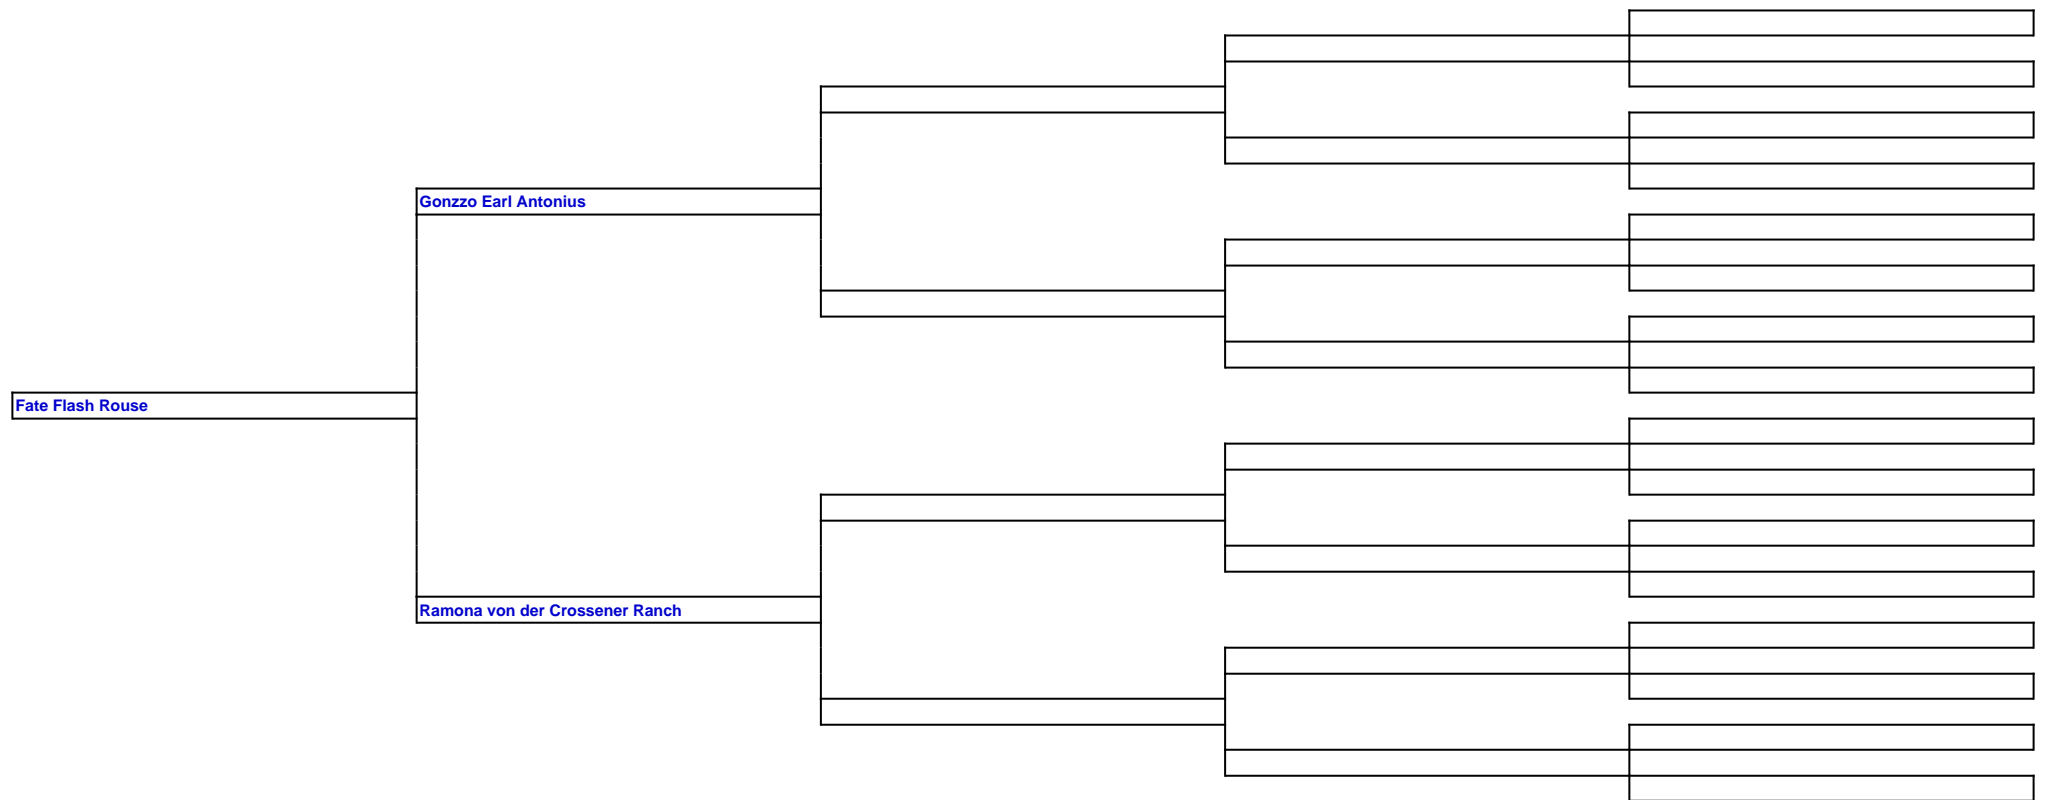 Gonzzo Earl Antonius
Fate Flash Rouse
Ramona von der Crossener Ranch